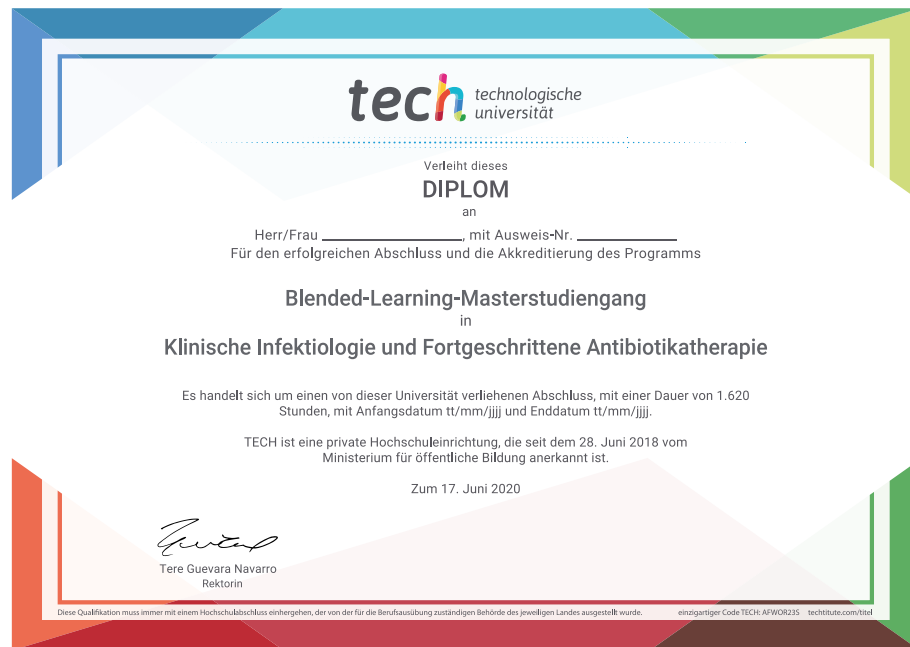 tech technologische
universität
Verleiht dieses
DIPLOM
an
Herr/Frau ____________, mit Ausweis-Nr. ____________
Für den erfolgreichen Abschluss und die Akkreditierung des Programms
Blended-Learning-Masterstudiengang
in
Klinische Infektiologie und Fortgeschrittene Antibiotikatherapie
Es handelt sich um einen von dieser Universität verliehenen Abschluss, mit einer Dauer von 1.620
Stunden, mit Anfangsdatum tt/mm/jjjj und Enddatum tt/mm/jjjj.
TECH ist eine private Hochschuleinrichtung, die seit dem 28. Juni 2018 vom
Ministerium für öffentliche Bildung anerkannt ist.
Zum 17. Juni 2020
Tere Guevara Navarro
Rektorin
Diese Qualifikation muss immer mit einem Hochschulabschluss einhergehen, der von der für die Berufsausübung zuständigen Behörde des jeweiligen Landes ausgestellt wurde. einzigartiger Code TECH: AFWOR23S techtitute.com/titel